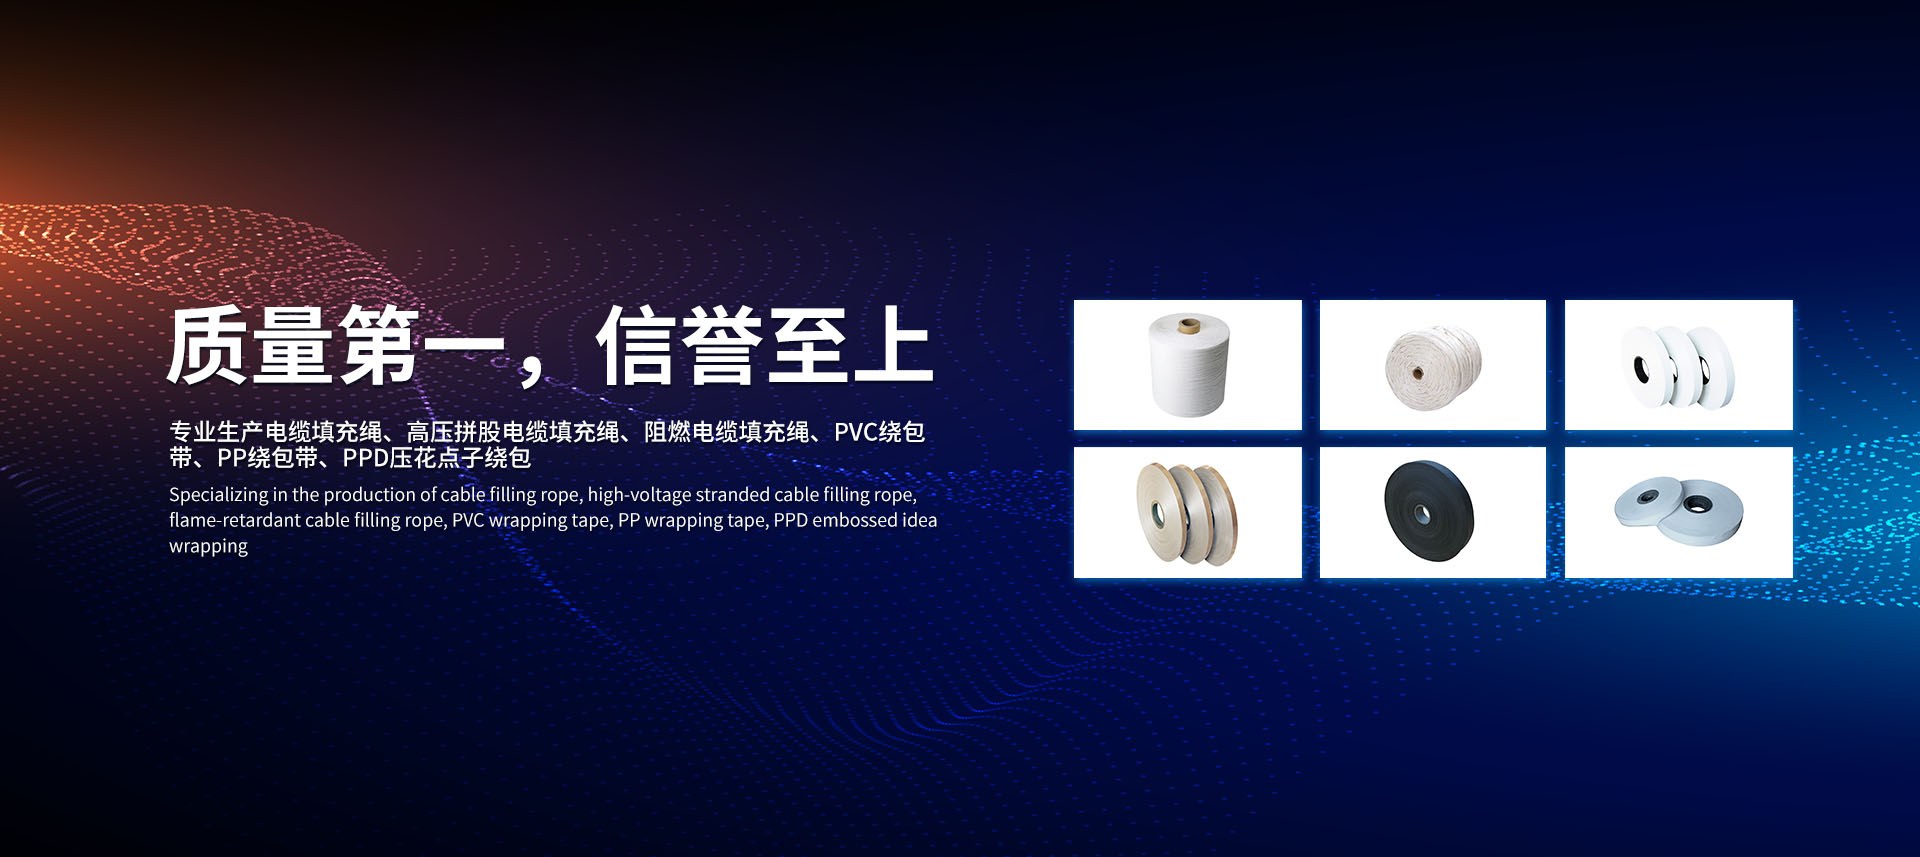 质量第一，信誉至上
专业生产电缆填充绳、高压拼股电缆填充绳、阻燃电缆填充绳、PVC绕包
带、PP绕包带、PPD压花点子绕包
Specializing in the production of cable filling rope, high-voltage stranded cable filling rope,
flame-retardant cable filling rope, PVC wrapping tape, PP wrapping tape, PPD embossed idea
wrapping